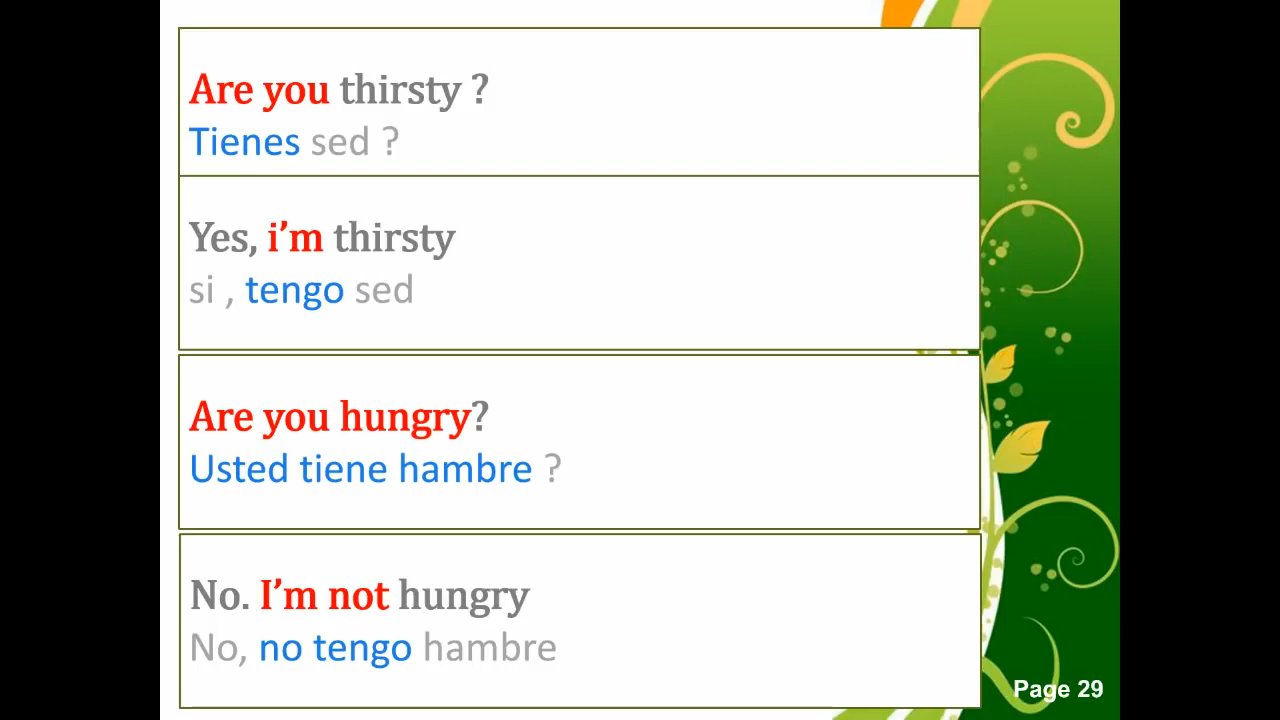 Are you thirsty ?
Tienes sed ?
Yes, i’m thirsty
si , tengo sed
Are you hungry?
Usted tiene hambre ?
No. I’m not hungry
No, no tengo hambre
Page 29